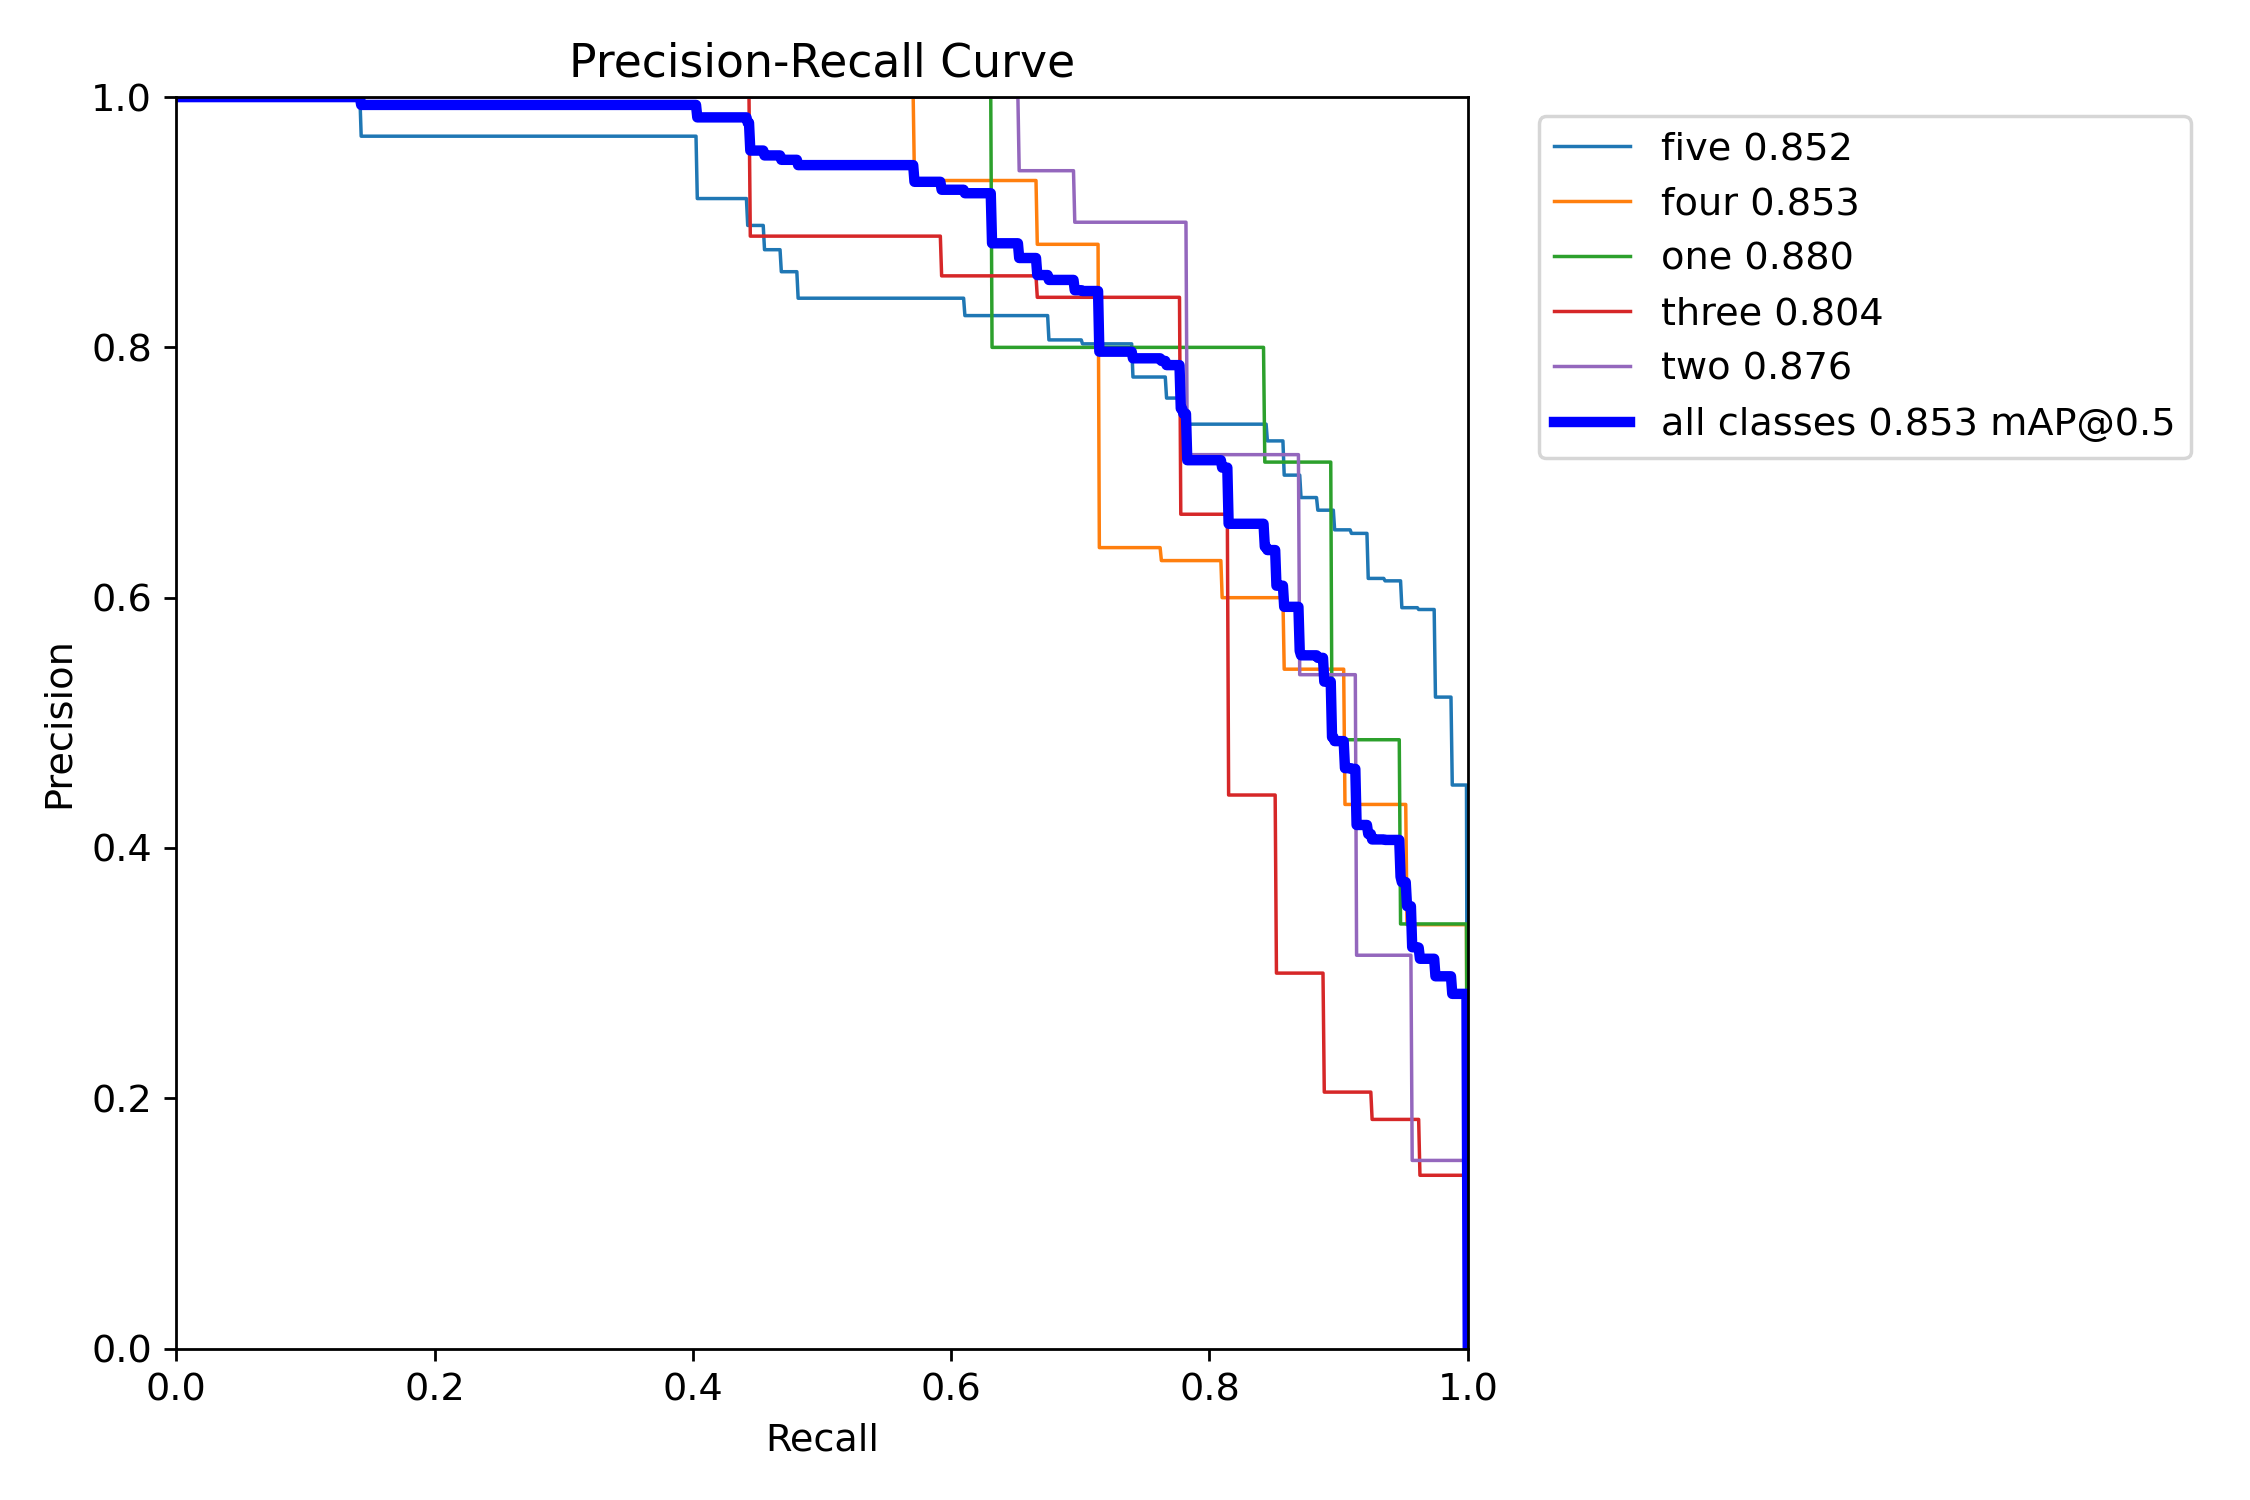 Precision-Recall Curve
1.0
0.8
0.6
0.4
0.2
0.0
Precision
0.0 0.2 0.4 0.6 0.8 1.0
Recall
five 0.852
four 0.853
one 0.880
three 0.804
two 0.876
all classes 0.853 mAP@0.5